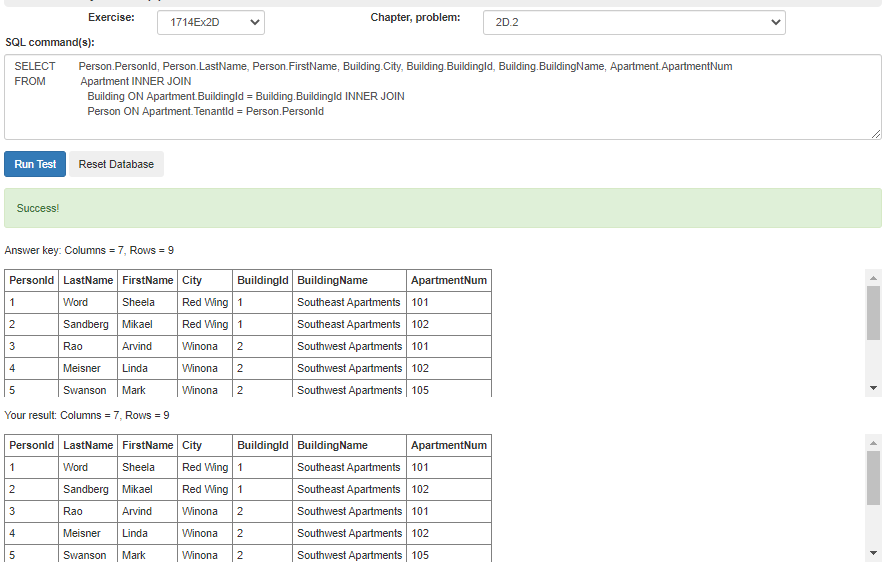 Exercise: 1714Ex2D Chapter, problem: 2D.2
SQL command(s):
SELECT Person.PersonId, Person.LastName, Person.FirstName, Building.City, Building.BuildingId, Building.BuildingName, Apartment.ApartmentNum
FROM Apartment INNER JOIN
Building ON Apartment.BuildingId = Building.BuildingId INNER JOIN
Person ON Apartment.TenantId = Person.PersonId
Run Test Reset Database
Success!
Answer key: Columns = 7, Rows = 9
PersonId LastName FirstName City BuildingId BuildingName ApartmentNum
1 Word Sheela Red Wing 1 Southeast Apartments 101
2 Sandberg Mikael Red Wing 1 Southeast Apartments 102
3 Rao Arvind Winona 2 Southwest Apartments 101
4 Meisner Linda Winona 2 Southwest Apartments 102
5 Swanson Mark Winona 2 Southwest Apartments 105
Your result: Columns = 7, Rows = 9
PersonId LastName FirstName City BuildingId BuildingName ApartmentNum
1 Word Sheela Red Wing 1 Southeast Apartments 101
2 Sandberg Mikael Red Wing 1 Southeast Apartments 102
3 Rao Arvind Winona 2 Southwest Apartments 101
4 Meisner Linda Winona 2 Southwest Apartments 102
5 Swanson Mark Winona 2 Southwest Apartments 105